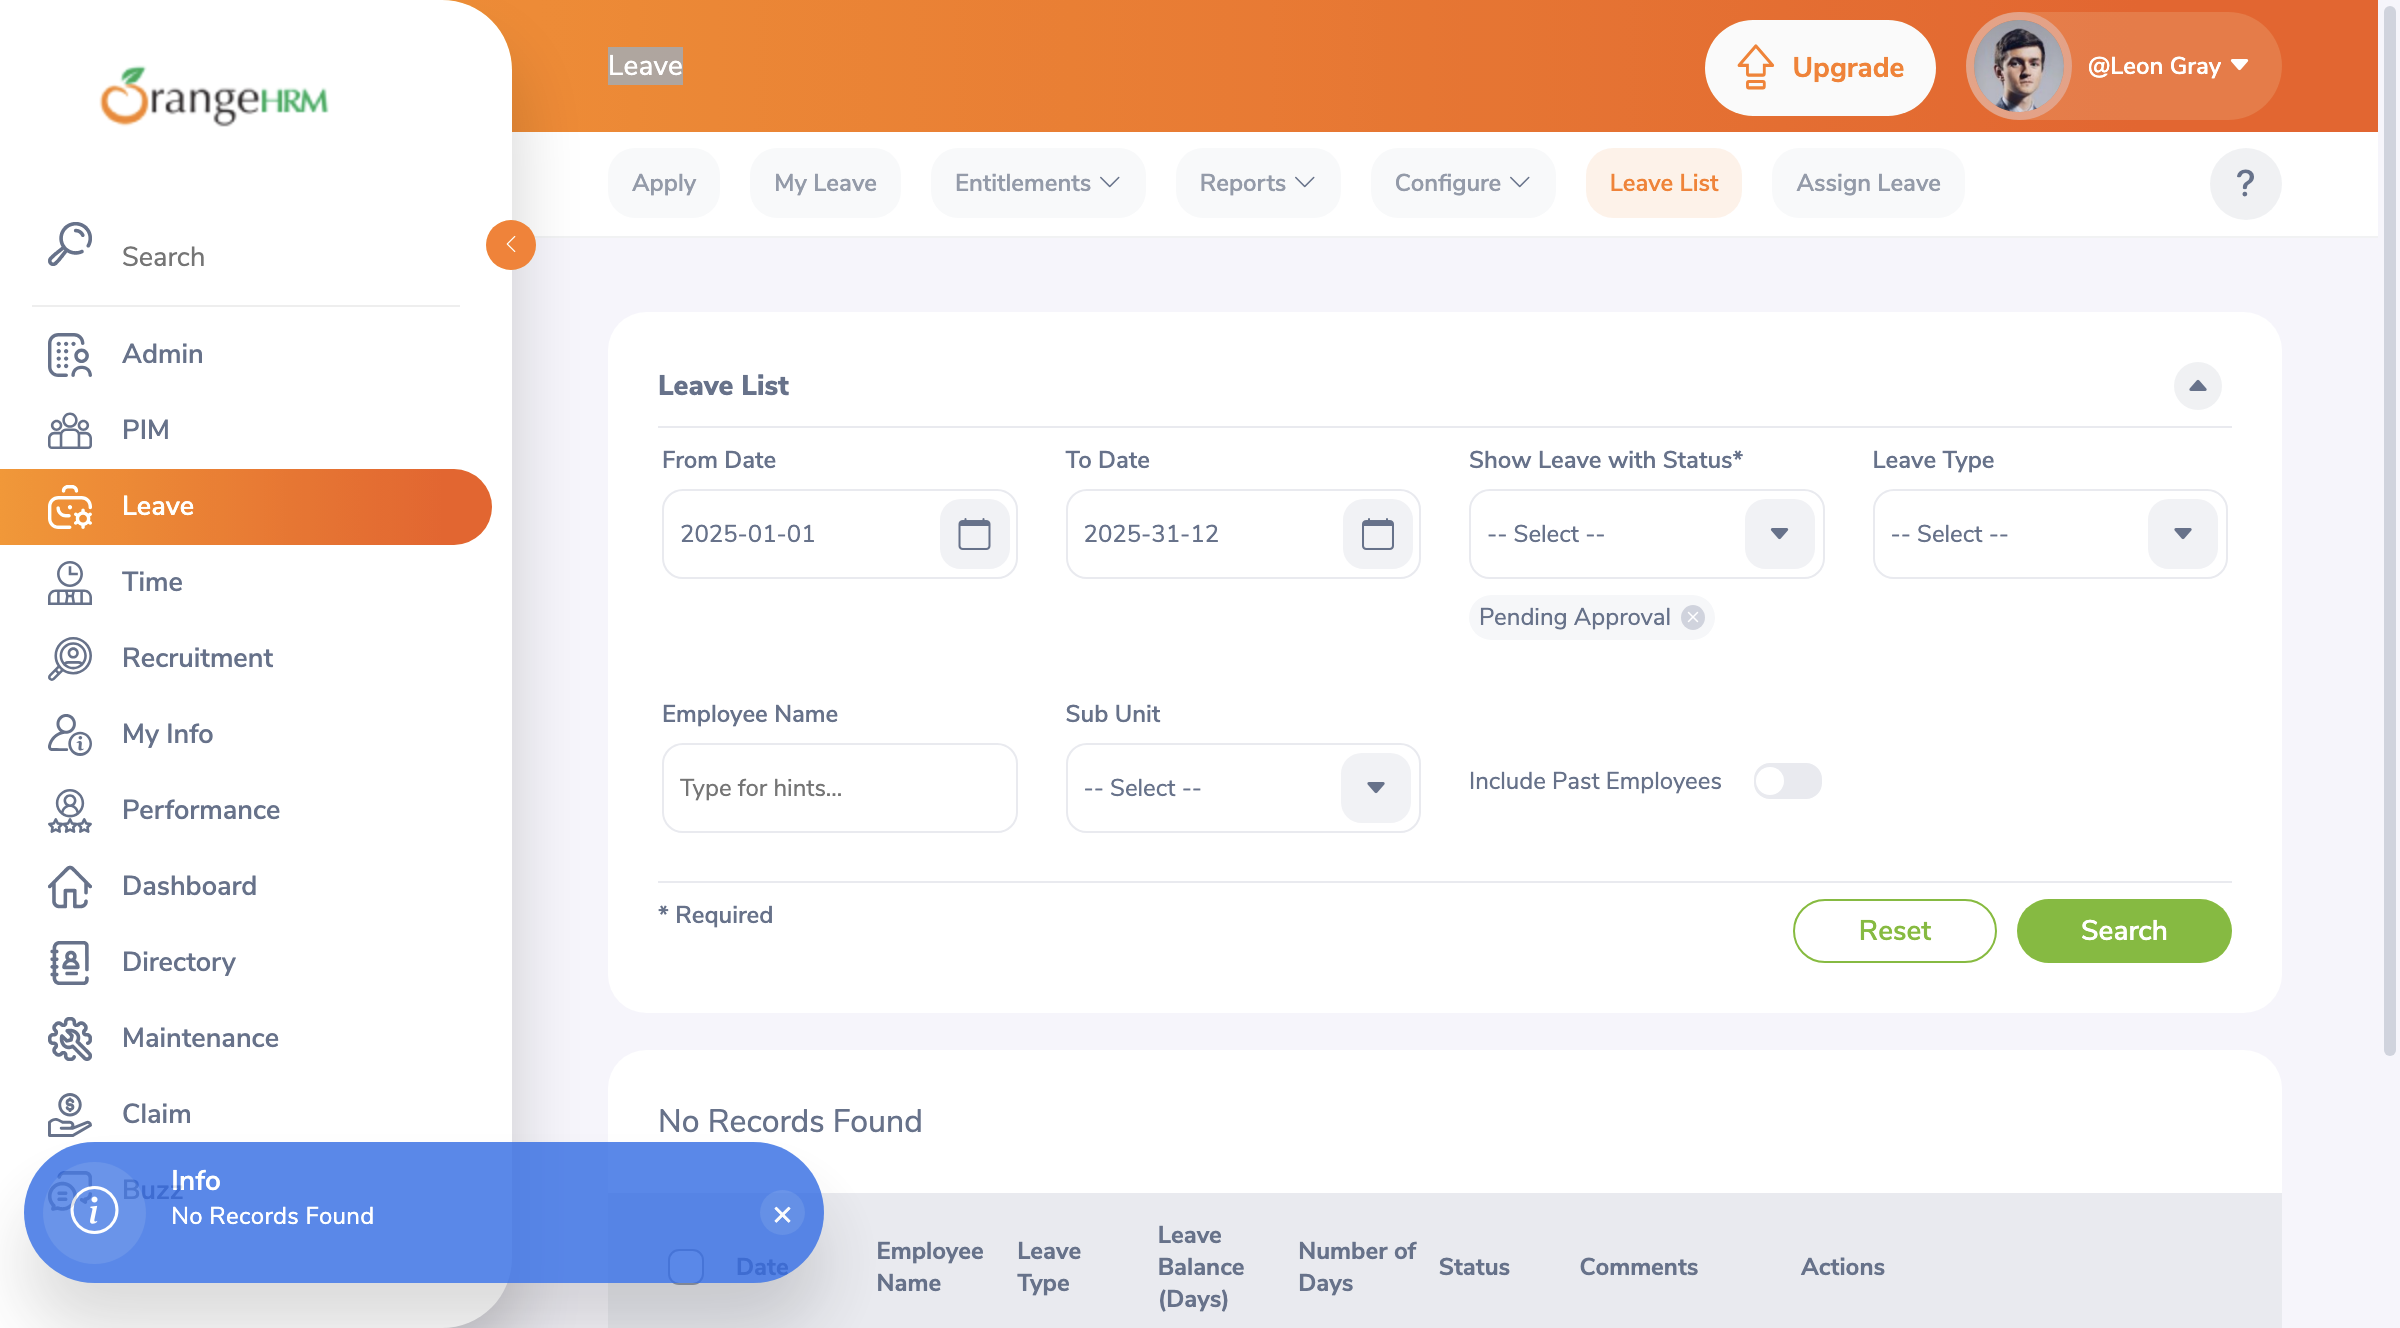 OrangeHRM
Search
Admin
PIM
Leave
Time
Recruitment
My Info
Performance
Dashboard
Directory
Maintenance
Claim
Buzz
Leave
Upgrade
@Leon Gray
Apply
My Leave
Entitlements
Reports
Configure
Leave List
Assign Leave
?
Leave List
From Date
To Date
Show Leave with Status*
Leave Type
2025-01-01
2025-31-12
-- Select --
-- Select --
Pending Approval
Employee Name
Sub Unit
Type for hints...
-- Select --
Include Past Employees
* Required
Reset
Search
No Records Found
Info
No Records Found
Date
Employee Name
Leave Type
Leave Balance (Days)
Number of Days
Status
Comments
Actions